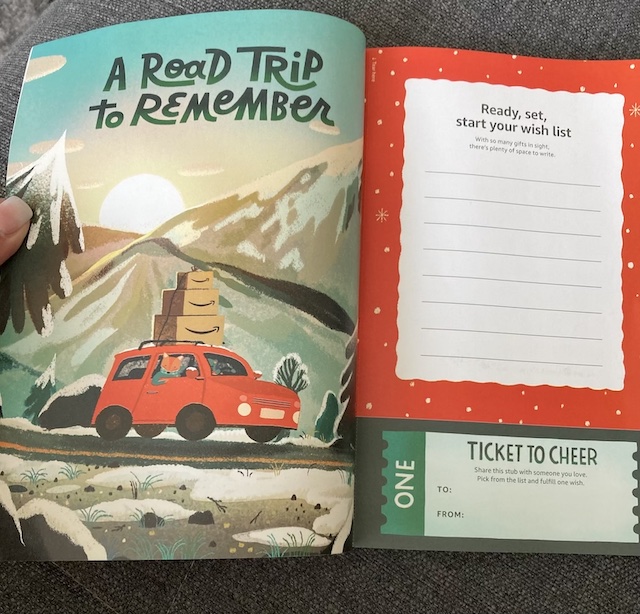 A ROAD TRIP
to REMEMBER
Tear here
Ready, set,
start your wish list
With so many gifts in sight,
there's plenty of space to write.
ONE
TICKET TO CHEER
Share this stub with someone you love.
Pick from the list and fulfill one wish.
TO:
FROM: